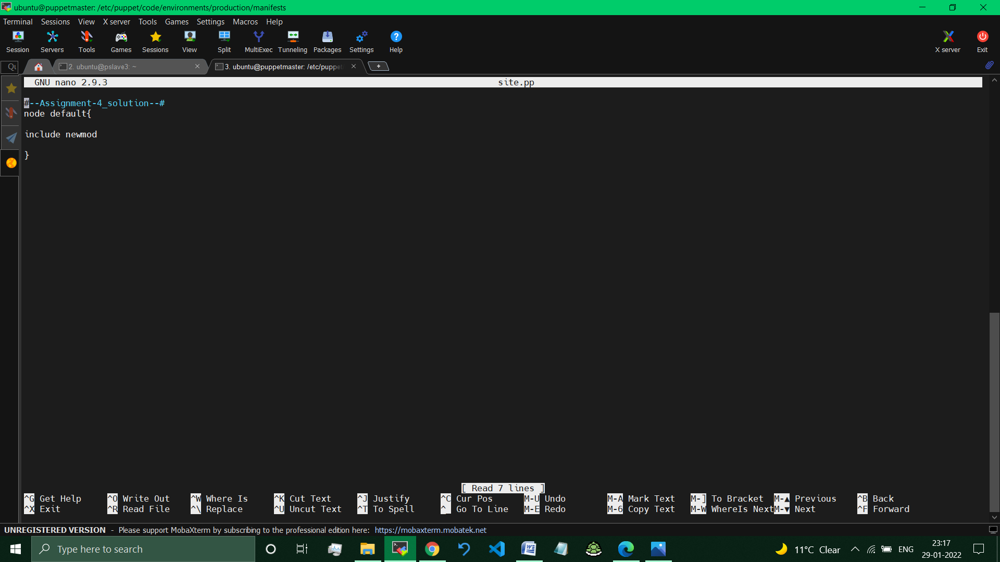 ubuntu@puppetmaster: /etc/puppet/code/environments/production/manifests
Terminal Sessions View X server Tools Games Settings Macros Help
Session Servers Tools Games Sessions View Split MultiExec Tunneling Packages Settings Help X server Exit
2. ubuntu@pslave3: ~ 3. ubuntu@puppetmaster: /etc/puppet
GNU nano 2.9.3 site.pp
#--Assignment-4_solution--#
node default{
include newmod
}
[ Read 7 lines ]
^G Get Help ^O Write Out ^W Where Is ^K Cut Text ^J Justify ^C Cur Pos M-U Undo M-A Mark Text M-] To Bracket M-▲ Previous ^B Back
^X Exit ^R Read File ^\ Replace ^U Uncut Text ^T To Spell ^_ Go To Line M-E Redo M-6 Copy Text M-W WhereIs Next M-▼ Next ^F Forward
UNREGISTERED VERSION - Please support MobaXterm by subscribing to the professional edition here: https://mobaxterm.mobatek.net
Type here to search
11°C Clear ENG 23:17
29-01-2022